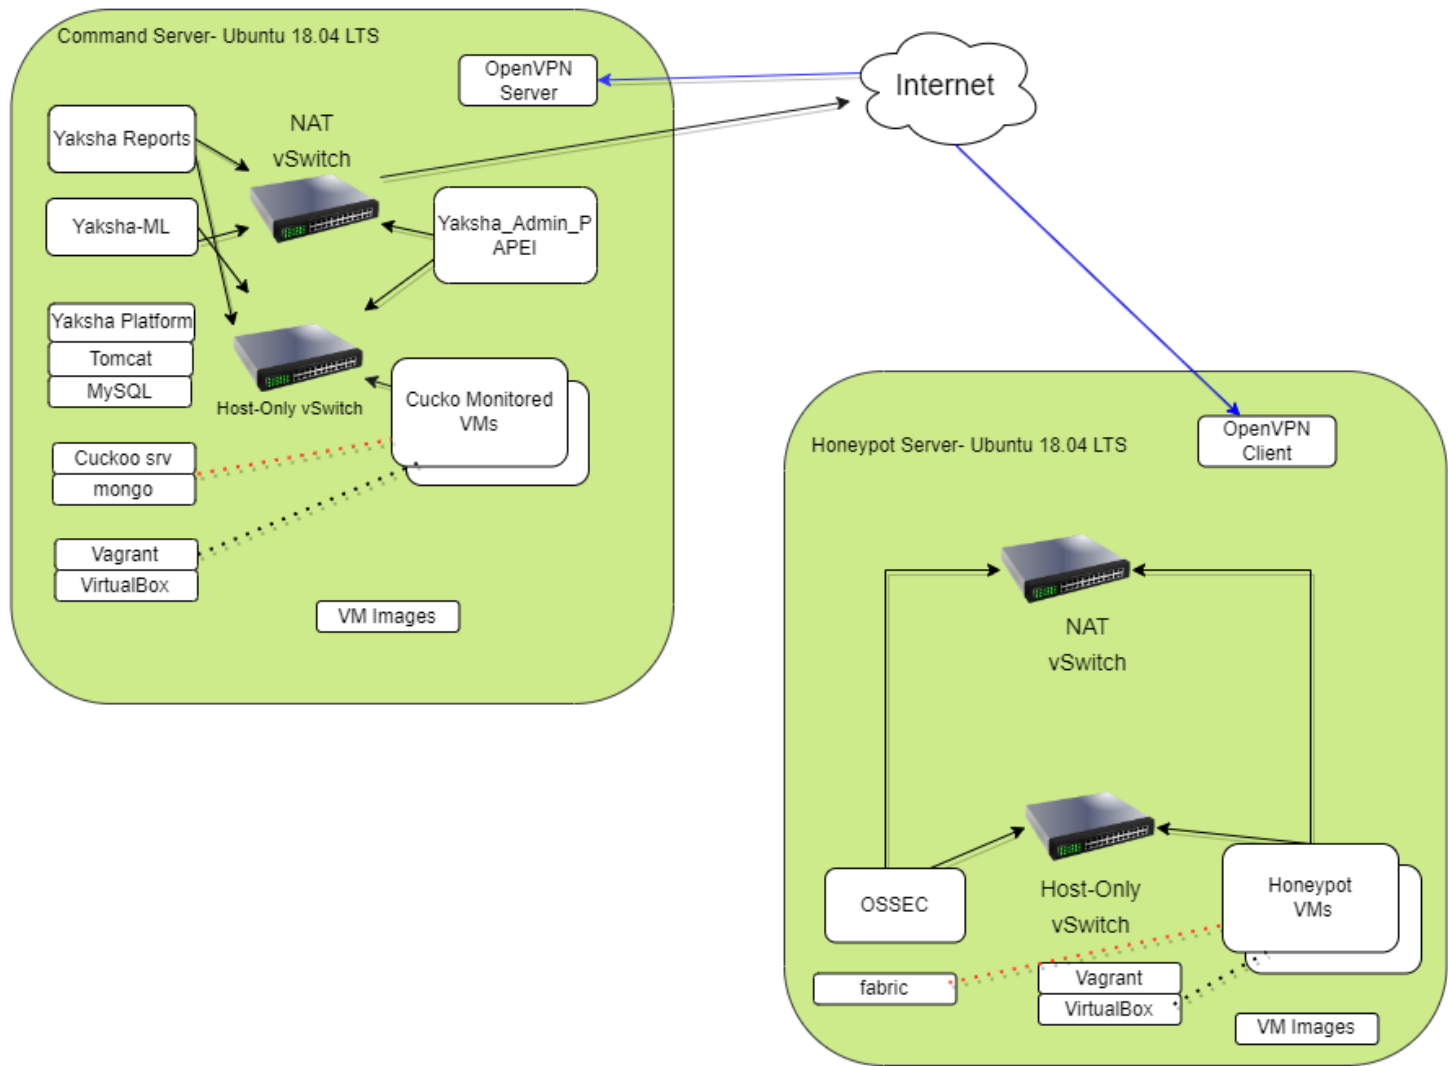 Command Server- Ubuntu 18.04 LTS
OpenVPN
Server
Internet
Yaksha Reports
NAT
vSwitch
Yaksha-ML
Yaksha_Admin_P
APEI
Yaksha Platform
Tomcat
MySQL
Host-Only vSwitch
Cucko Monitored
VMs
Cuckoo srv
mongo
Vagrant
VirtualBox
VM Images
Honeypot Server- Ubuntu 18.04 LTS
OpenVPN
Client
NAT
vSwitch
OSSEC
Host-Only
vSwitch
Honeypot
VMs
fabric
Vagrant
VirtualBox
VM Images